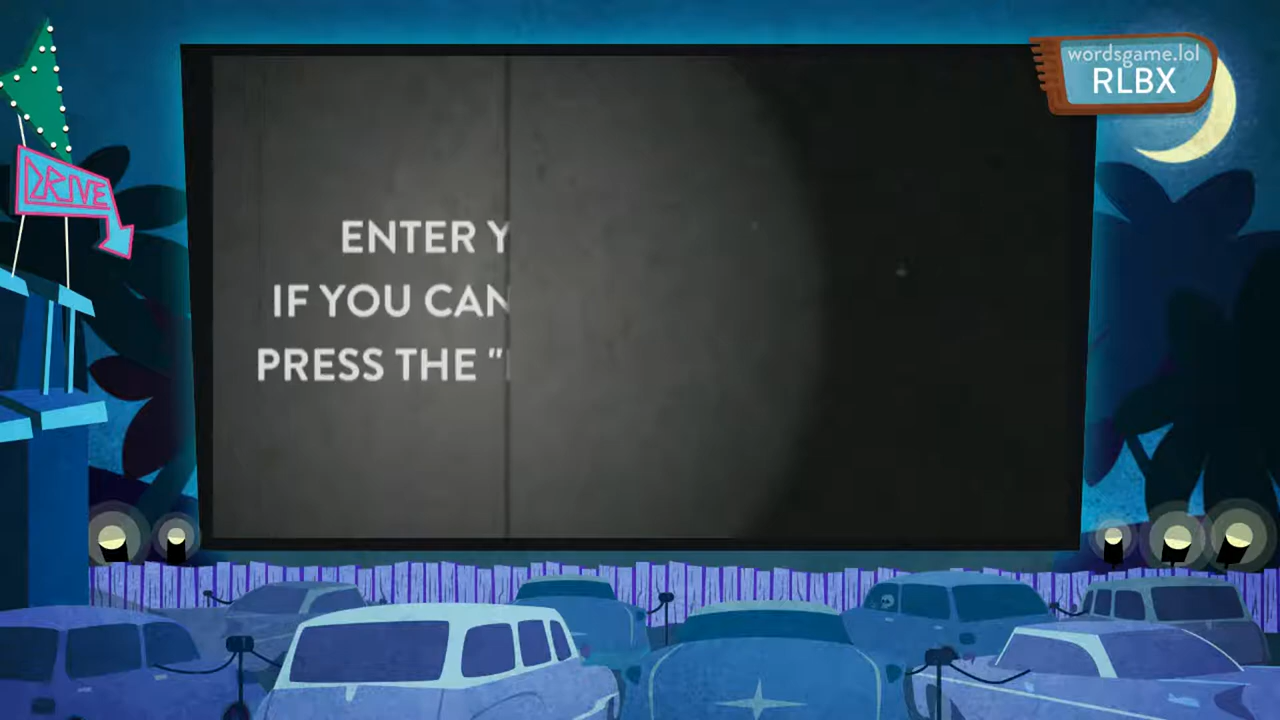 wordsgame.lol
RLBX
DRIVE
ENTER Y
IF YOU CAN
PRESS THE "